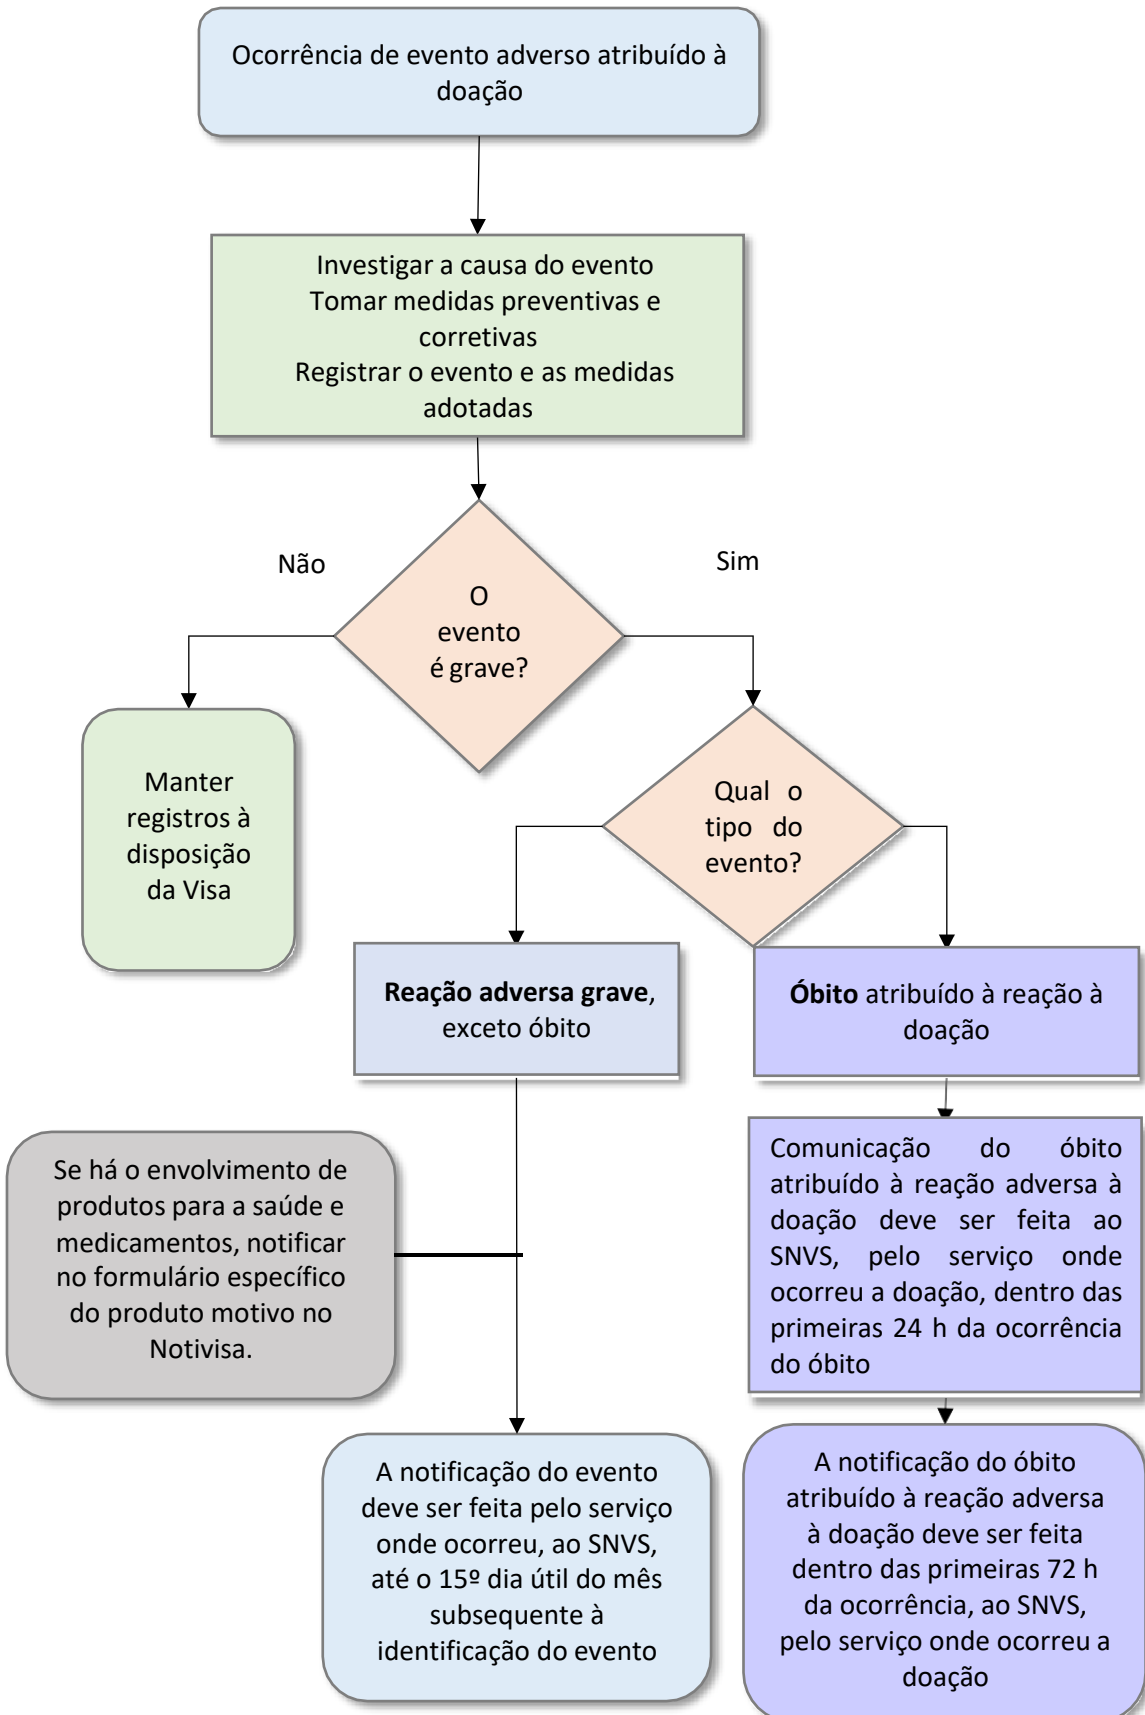 Ocorrência de evento adverso atribuído à
doação
Investigar a causa do evento
Tomar medidas preventivas e
corretivas
Registrar o evento e as medidas
adotadas
Não
Sim
O
evento
é grave?
Manter
registros à
disposição
da Visa
Qual o
tipo do
evento?
Reação adversa grave,
exceto óbito
Óbito atribuído à reação à
doação
Se há o envolvimento de
produtos para a saúde e
medicamentos, notificar
no formulário específico
do produto motivo no
Notivisa.
Comunicação do óbito
atribuído à reação adversa à
doação deve ser feita ao
SNVS, pelo serviço onde
ocorreu a doação, dentro das
primeiras 24 h da ocorrência
do óbito
A notificação do evento
deve ser feita pelo serviço
onde ocorreu, ao SNVS,
até o 15º dia útil do mês
subsequente à
identificação do evento
A notificação do óbito
atribuído à reação adversa
à doação deve ser feita
dentro das primeiras 72 h
da ocorrência, ao SNVS,
pelo serviço onde ocorreu a
doação